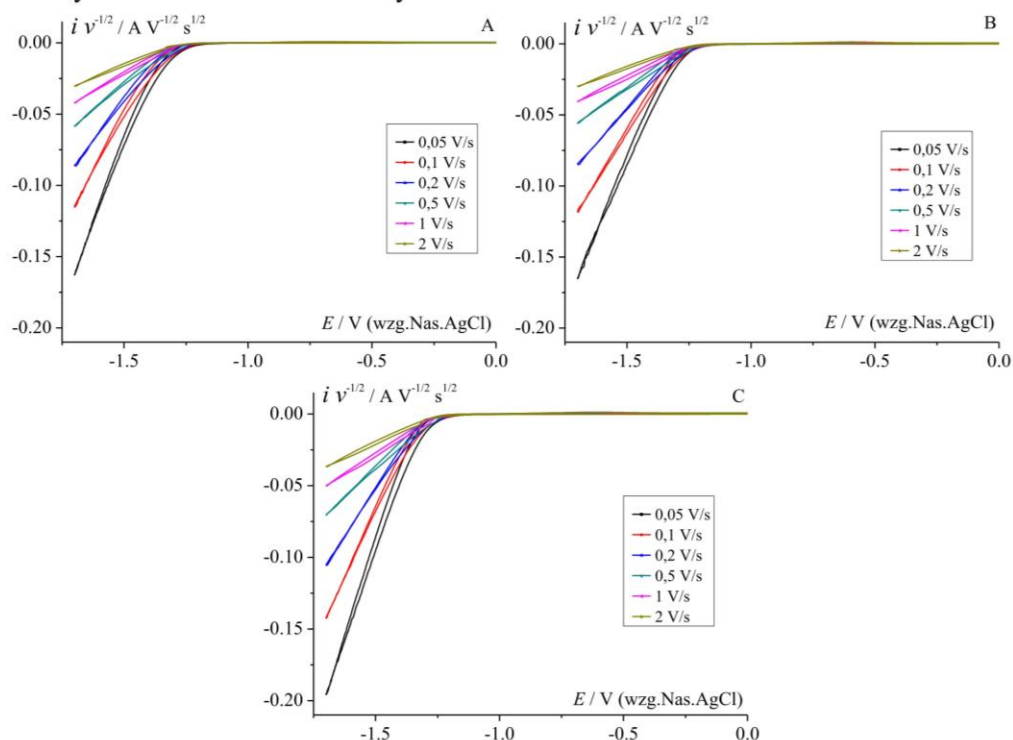 i v^-1/2 / A V^-1/2 s^1/2
A
0.00
-0.05
-0.10
-0.15
-0.20
0,05 V/s
0,1 V/s
0,2 V/s
0,5 V/s
1 V/s
2 V/s
E / V (wzg.Nas.AgCl)
-1.5
-1.0
-0.5
0.0
i v^-1/2 / A V^-1/2 s^1/2
B
0.00
-0.05
-0.10
-0.15
-0.20
0,05 V/s
0,1 V/s
0,2 V/s
0,5 V/s
1 V/s
2 V/s
E / V (wzg.Nas.AgCl)
-1.5
-1.0
-0.5
0.0
i v^-1/2 / A V^-1/2 s^1/2
C
0.00
-0.05
-0.10
-0.15
-0.20
0,05 V/s
0,1 V/s
0,2 V/s
0,5 V/s
1 V/s
2 V/s
E / V (wzg.Nas.AgCl)
-1.5
-1.0
-0.5
0.0